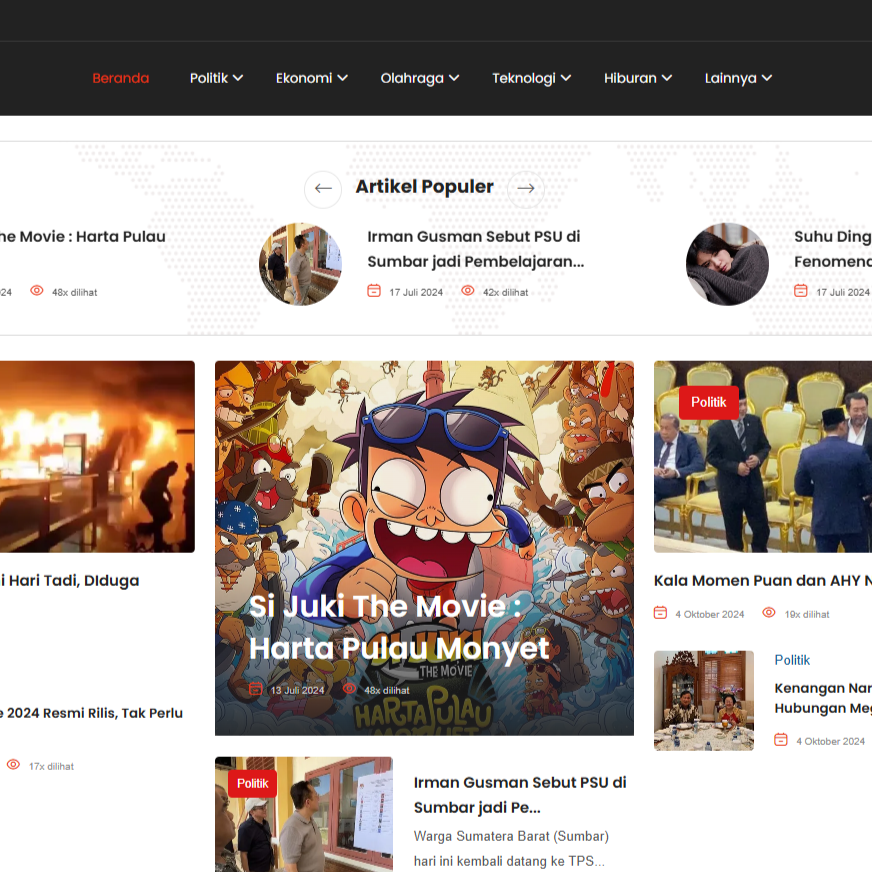 Beranda
Politik
Ekonomi
Olahraga
Teknologi
Hiburan
Lainnya
Artikel Populer
he Movie : Harta Pulau
24
48x dilihat
Irman Gusman Sebut PSU di
Sumbar jadi Pembelajaran...
17 Juli 2024
42x dilihat
Suhu Ding
Fenomena
17 Juli 2024
i Hari Tadi, DIduga
e 2024 Resmi Rilis, Tak Perlu
17x dilihat
Si Juki The Movie :
Harta Pulau Monyet
13 Juli 2024
48x dilihat
THE MOVIE
HARTA PULAU
MONYET
Politik
Irman Gusman Sebut PSU di
Sumbar jadi Pe...
Warga Sumatera Barat (Sumbar)
hari ini kembali datang ke TPS...
Politik
Kala Momen Puan dan AHY N
4 Oktober 2024
19x dilihat
Politik
Kenangan Nar
Hubungan Meg
4 Oktober 2024